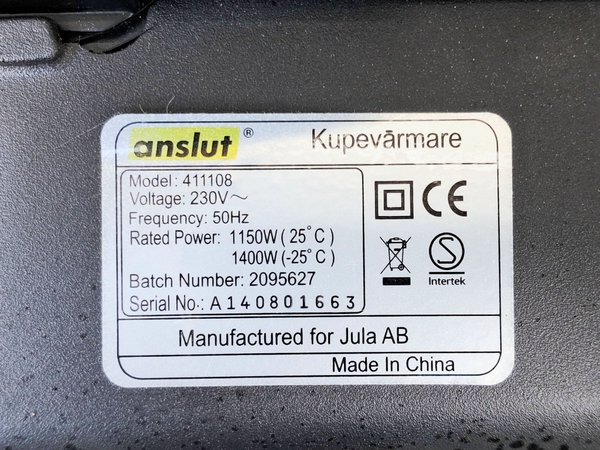 anslut ® Kupevārmare
Model: 411108
Voltage: 230V～
Frequency: 50Hz
Rated Power: 1150W ( 25°C )
1400W (-25°C )
Batch Number: 2095627
Serial No.: A140801663
CE
S
Intertek
Manufactured for Jula AB
Made In China